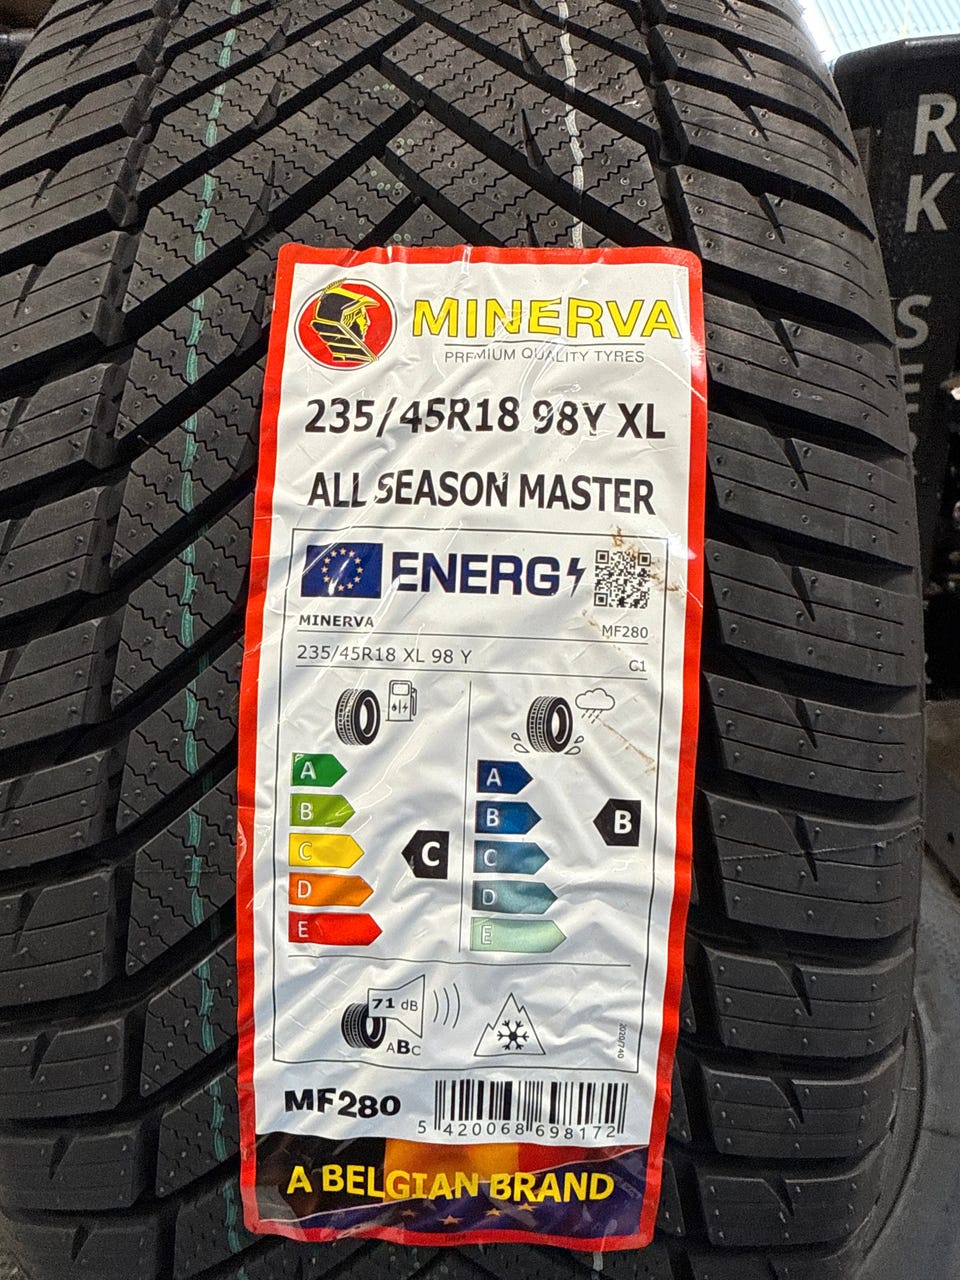 R
K
S
MINERVA
PREMIUM QUALITY TYRES
235/45R18 98Y XL
ALL SEASON MASTER
ENERG
MINERVA
MF280
235/45R18 XL 98 Y
C1
A
A
B
B
B
C
C
C
D
D
E
E
71 dB
ABC
2020/740
MF280
5 420068 698172
A BELGIAN BRAND